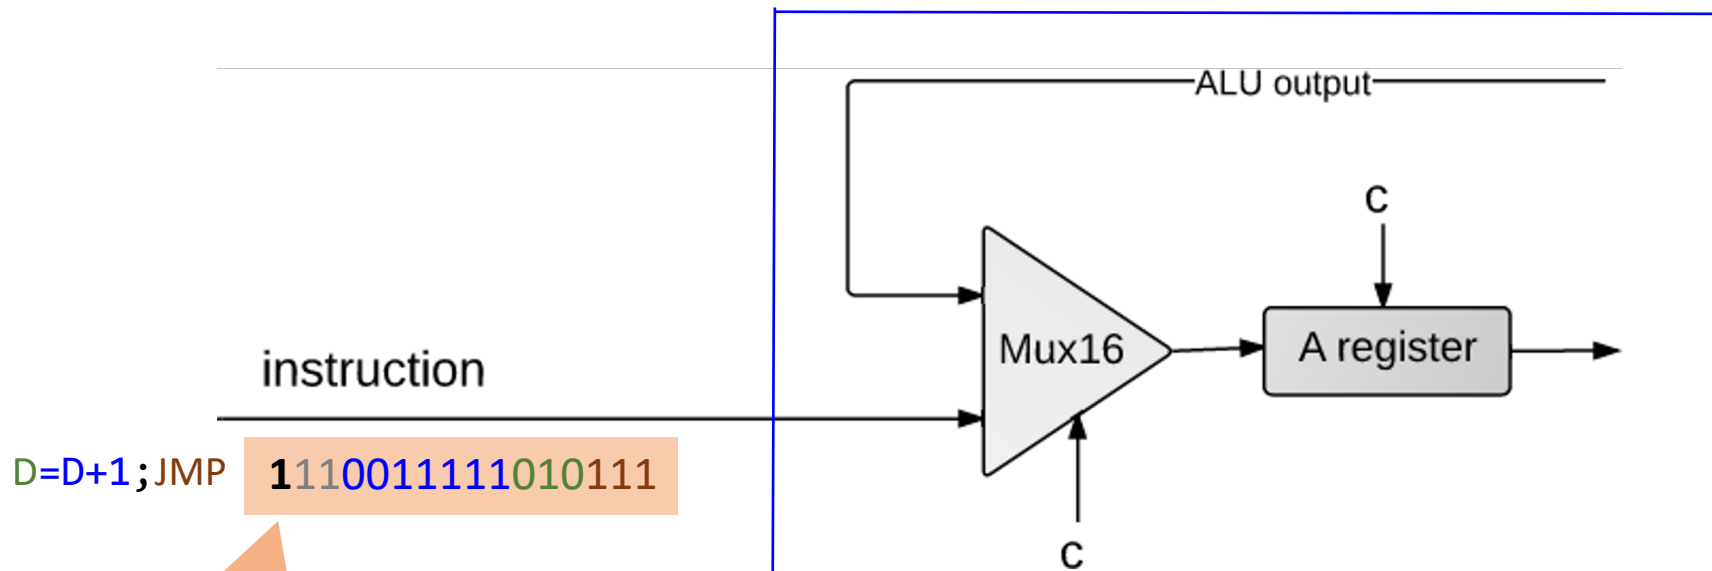 ALU output
c
Mux16
A register
instruction
D=D+1;JMP 1110011111010111
c